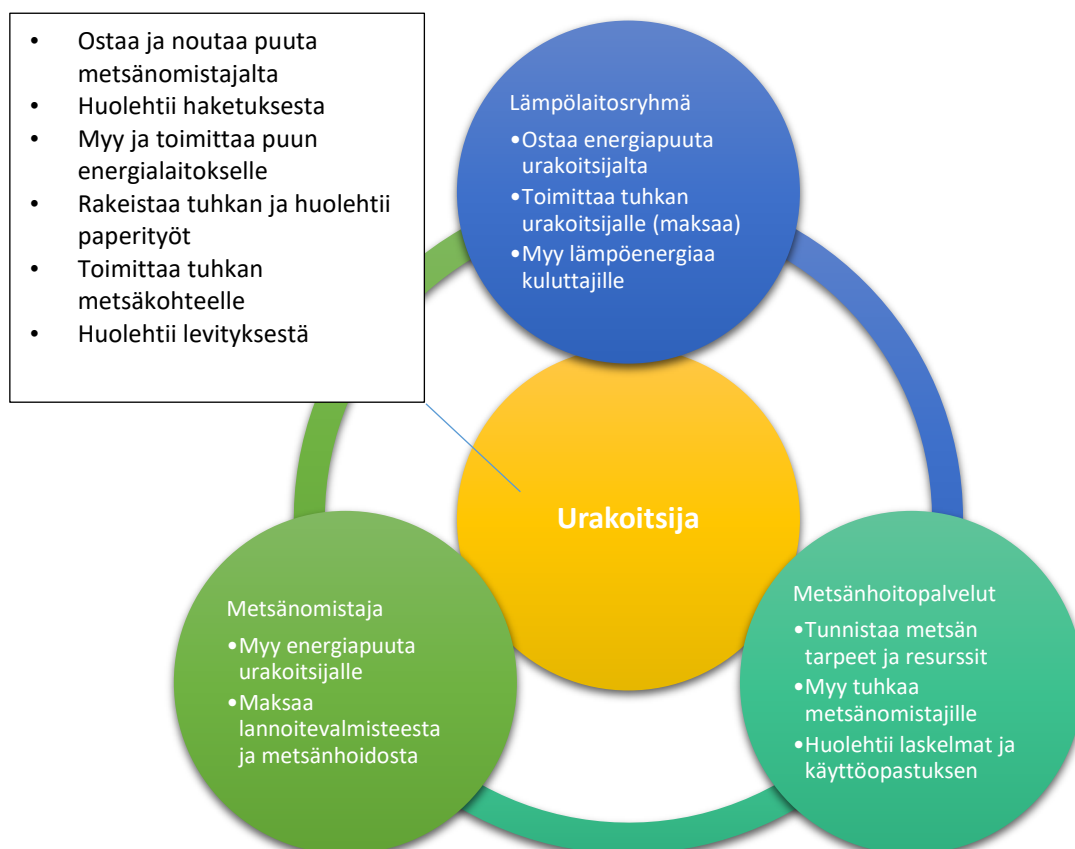 • Ostaa ja noutaa puuta
metsänomistajalta
• Huolehtii haketuksesta
• Myy ja toimittaa puun
energialaitokselle
• Rakeistaa tuhkan ja huolehtii
paperityöt
• Toimittaa tuhkan
metsäkohteelle
• Huolehtii levityksestä
Lämpölaitosryhmä
•Ostaa energiapuuta
urakoitsijalta
•Toimittaa tuhkan
urakoitsijalle (maksaa)
•Myy lämpöenergiaa
kuluttajille
Urakoitsija
Metsänomistaja
•Myy energiapuuta
urakoitsijalle
•Maksaa
lannoitevalmisteesta
ja metsänhoidosta
Metsänhoitopalvelut
•Tunnistaa metsän
tarpeet ja resurssit
•Myy tuhkaa
metsänomistajille
•Huolehtii laskelmat ja
käyttöopastuksen